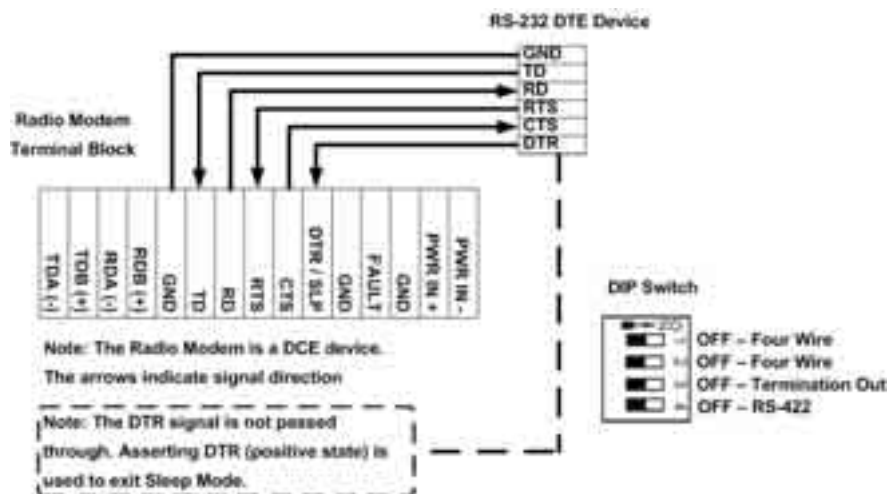 RS-232 DTE Device
GND
TD
RD
RTS
CTS
DTR
Radio Modem
Terminal Block
TDA (-)
TDB (+)
RDA (-)
RDB (+)
GND
TD
RD
RTS
CTS
DTR / SLP
GND
FAULT
GND
PWR IN +
PWR IN -
DIP Switch
OFF – Four Wire
OFF – Four Wire
OFF – Termination Out
OFF – RS-422
Note: The Radio Modem is a DCE device.
The arrows indicate signal direction
Note: The DTR signal is not passed
through. Asserting DTR (positive state) is
used to exit Sleep Mode.